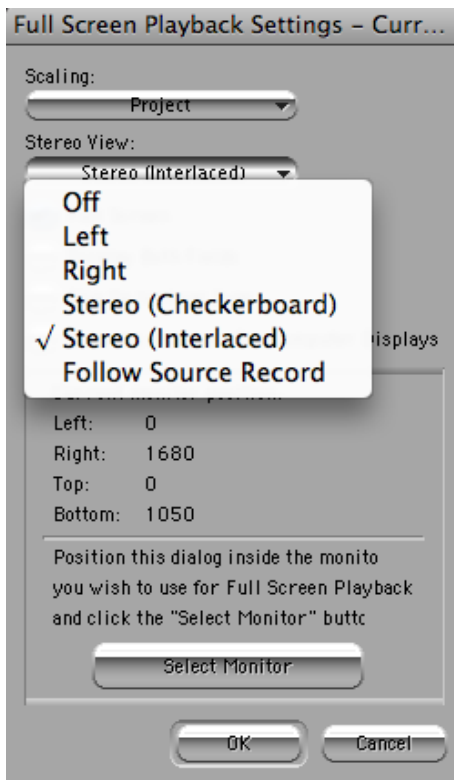 Full Screen Playback Settings – Curr...
Scaling:
Project
Stereo View:
Stereo (Interlaced)
Off
Left
Right
Stereo (Checkerboard)
√ Stereo (Interlaced)
isplays
Follow Source Record
Left: 0
Right: 1680
Top: 0
Bottom: 1050
Position this dialog inside the monito
you wish to use for Full Screen Playback
and click the "Select Monitor" buttc
Select Monitor
OK
Cancel